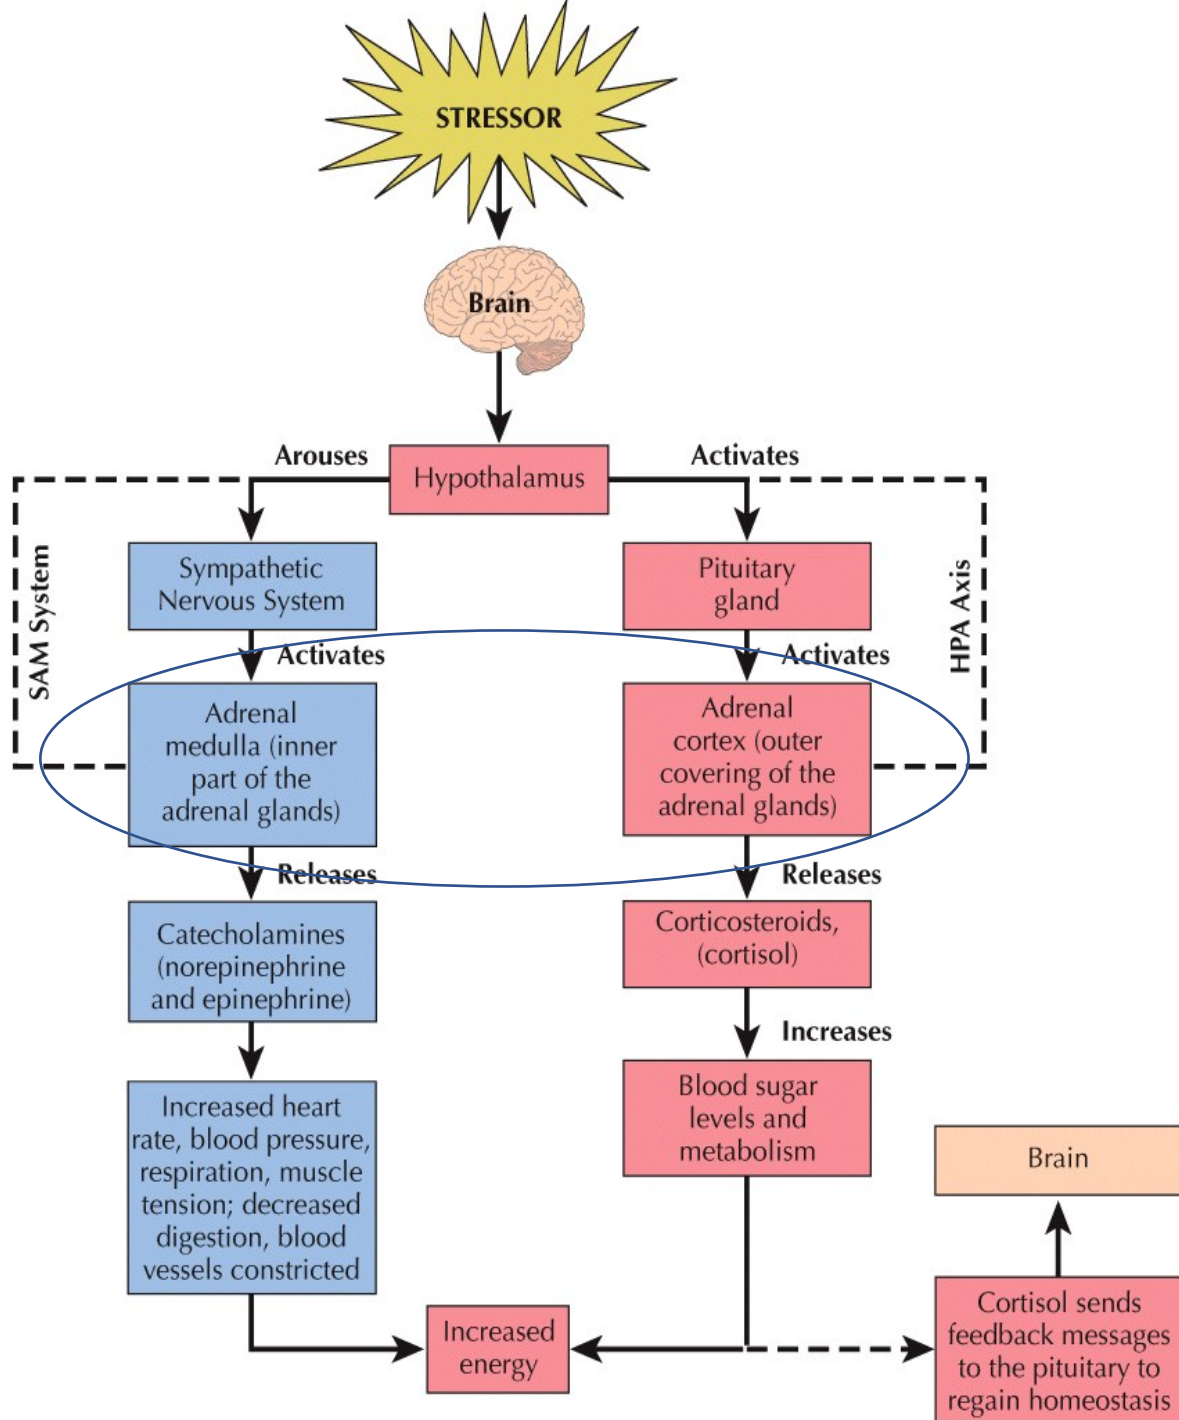 STRESSOR
Brain
Arouses
Hypothalamus
Activates
SAM System
Sympathetic
Nervous System
Activates
Adrenal
medulla (inner
part of the
adrenal glands)
Releases
Catecholamines
(norepinephrine
and epinephrine)
Increased heart
rate, blood pressure,
respiration, muscle
tension; decreased
digestion, blood
vessels constricted
HPA Axis
Pituitary
gland
Activates
Adrenal
cortex (outer
covering of the
adrenal glands)
Releases
Corticosteroids,
(cortisol)
Increases
Blood sugar
levels and
metabolism
Increased
energy
Brain
Cortisol sends
feedback messages
to the pituitary to
regain homeostasis